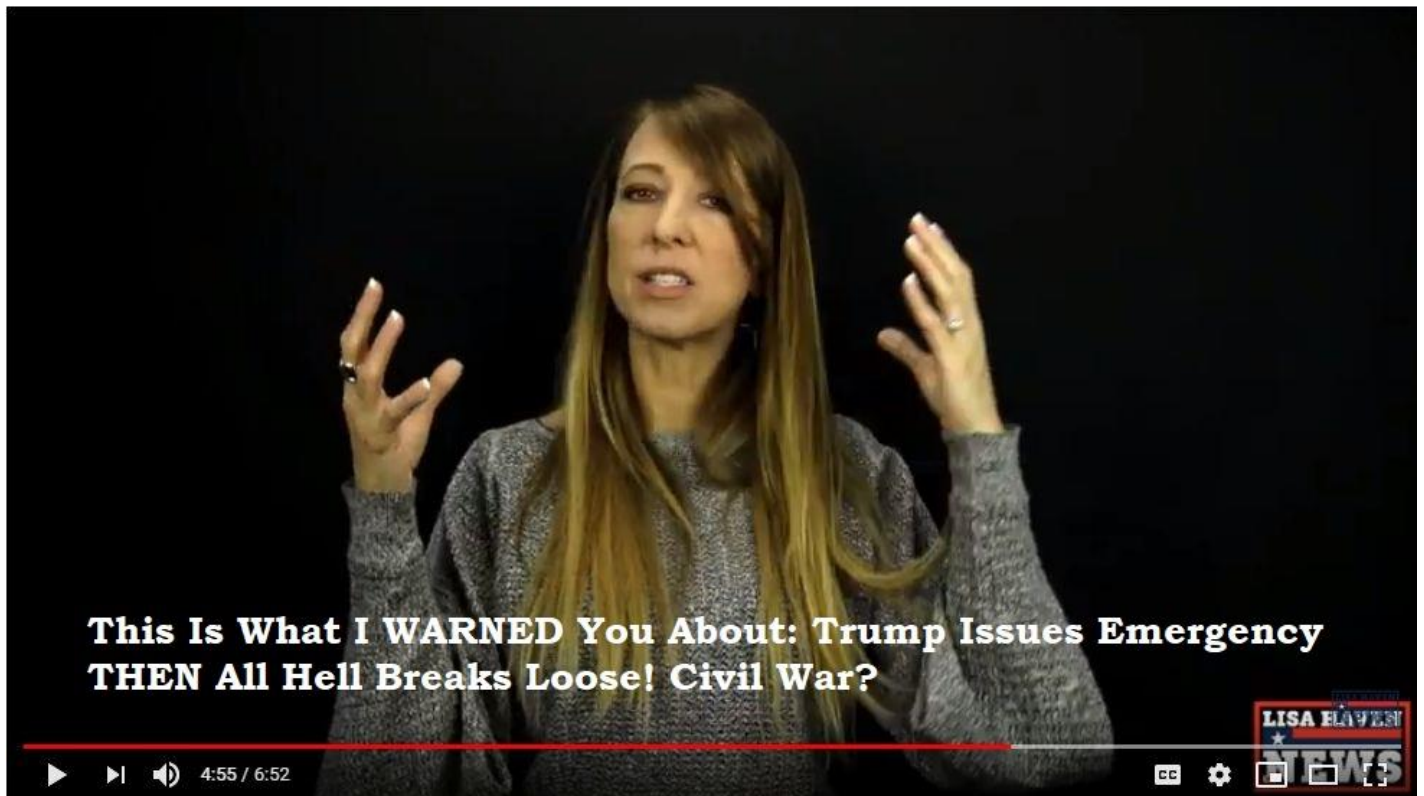 This Is What I WARNED You About: Trump Issues Emergency
THEN All Hell Breaks Loose! Civil War?
LISA HAVEN
NEWS
4:55 / 6:52
CC